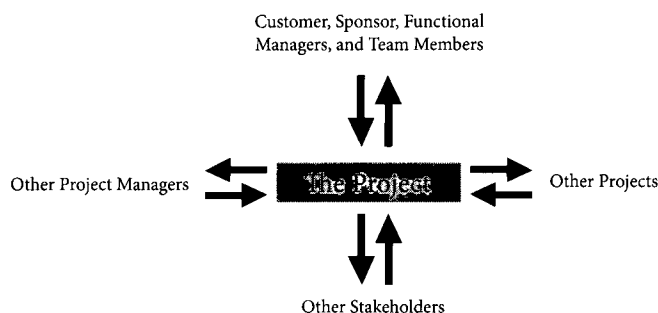 Customer, Sponsor, Functional
Managers, and Team Members
Other Project Managers
The Project
Other Projects
Other Stakeholders